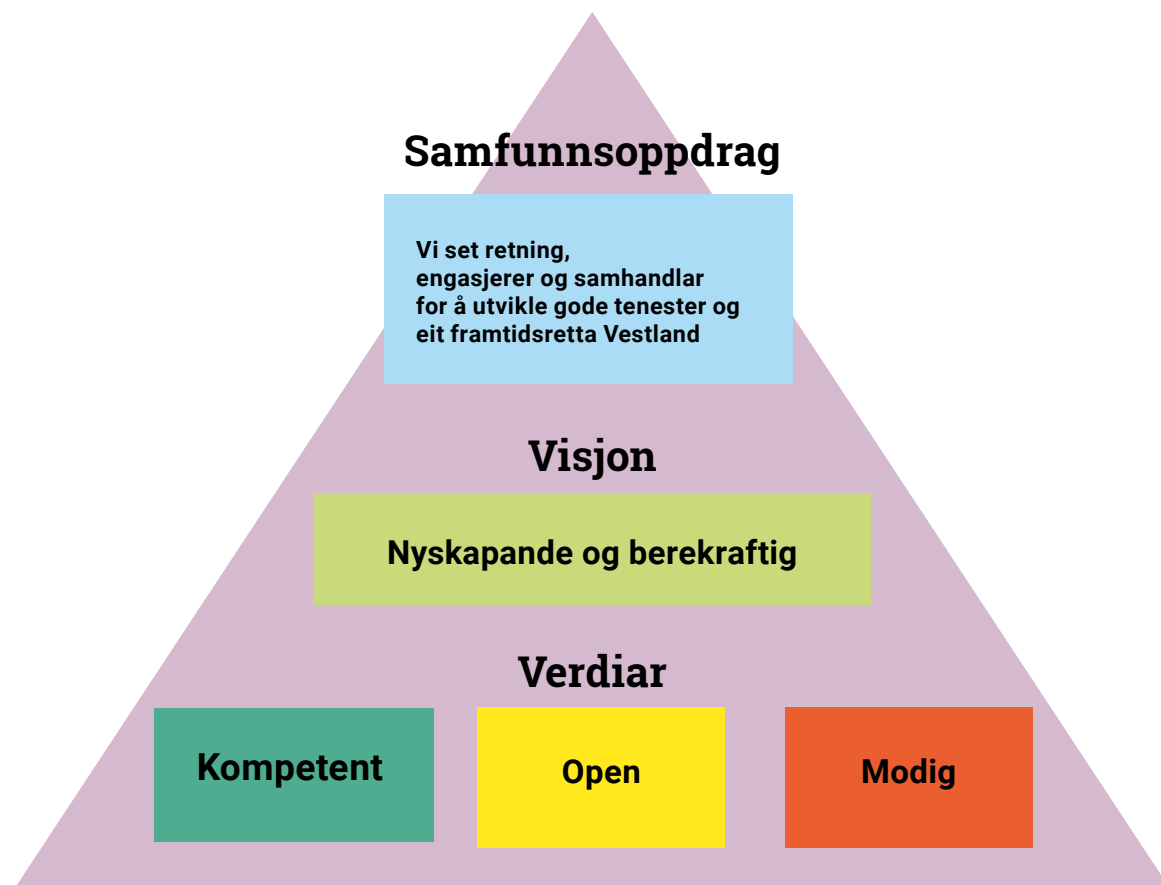 Samfunnsoppdrag
Vi set retning,
engasjerer og samhandlar
for å utvikle gode tenester og
eit framtidsretta Vestland
Visjon
Nyskapande og berekraftig
Verdiar
Kompetent
Open
Modig